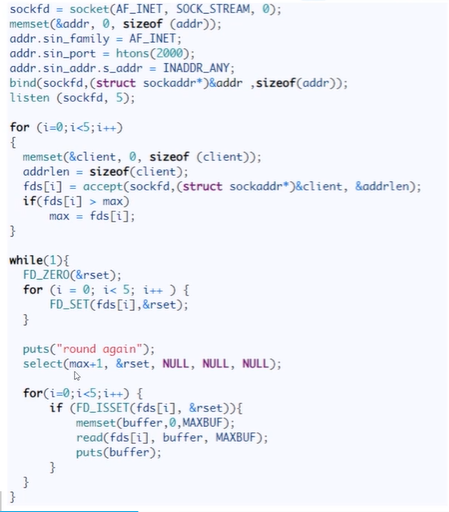 sockfd = socket(AF_INET, SOCK_STREAM, 0);
memset(&addr, 0, sizeof (addr));
addr.sin_family = AF_INET;
addr.sin_port = htons(2000);
addr.sin_addr.s_addr = INADDR_ANY;
bind(sockfd,(struct sockaddr*)&addr ,sizeof(addr));
listen (sockfd, 5);

for (i=0;i<5;i++)
{
  memset(&client, 0, sizeof (client));
  addrlen = sizeof(client);
  fds[i] = accept(sockfd,(struct sockaddr*)&client, &addrlen);
  if(fds[i] > max)
      max = fds[i];
}

while(1){
  FD_ZERO(&rset);
  for (i = 0; i< 5; i++ ) {
      FD_SET(fds[i],&rset);
  }

  puts("round again");
  select(max+1, &rset, NULL, NULL, NULL);

  for(i=0;i<5;i++) {
      if (FD_ISSET(fds[i], &rset)){
          memset(buffer,0,MAXBUF);
          read(fds[i], buffer, MAXBUF);
          puts(buffer);
      }
  }
}